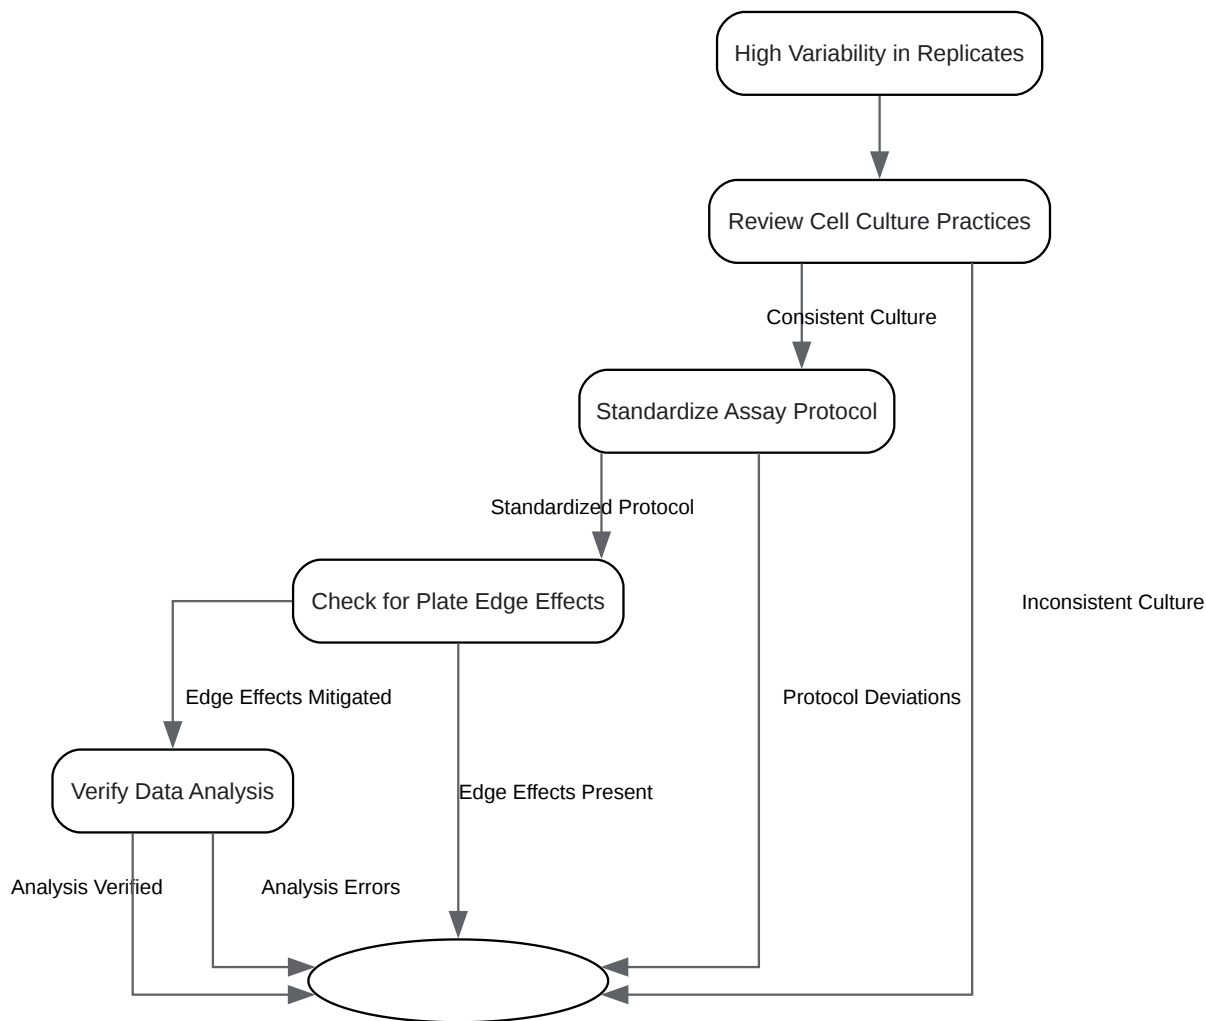 High Variability in Replicates
Review Cell Culture Practices
Consistent Culture
Standardize Assay Protocol
Standardized Protocol
Check for Plate Edge Effects
Inconsistent Culture
Edge Effects Mitigated
Protocol Deviations
Verify Data Analysis
Edge Effects Present
Analysis Verified
Analysis Errors